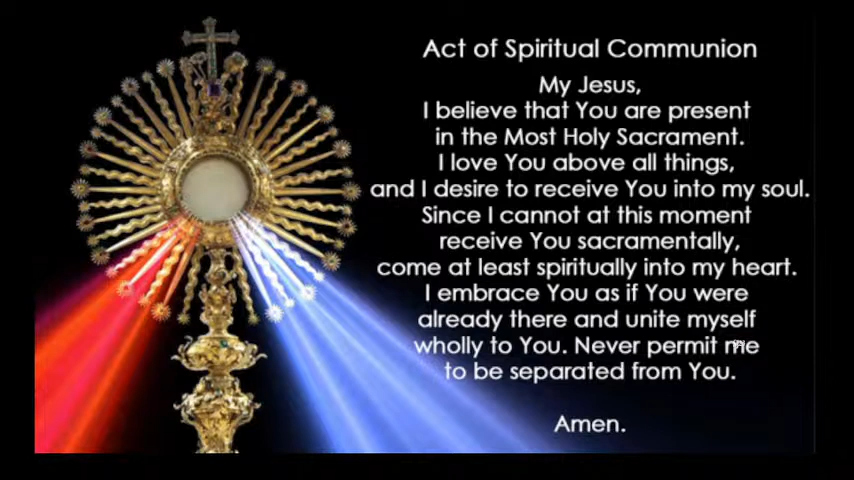 Act of Spiritual Communion
My Jesus,
I believe that You are present
in the Most Holy Sacrament.
I love You above all things,
and I desire to receive You into my soul.
Since I cannot at this moment
receive You sacramentally,
come at least spiritually into my heart.
I embrace You as if You were
already there and unite myself
wholly to You. Never permit me
to be separated from You.
Amen.